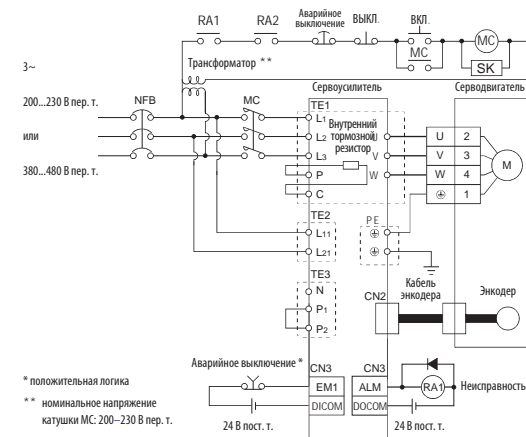 RA1 RA2 Аварийное выключение ВЫКЛ. ВКЛ.
MC
MC
SK
3~
Трансформатор **
Сервоусилитель
Серводвигатель
200...230 В пер. т.
или
380...480 В пер. т.
NFB
MC
TE1
L1
L2
L3
P
C
Внутренний
тормозной
резистор
U
V
W
U 2
V 3
W 4
1
M
TE2
L11
L21
PE
TE3
N
P1
P2
CN2
Кабель
энкодера
Энкодер
Аварийное выключение *
CN3
EM1
DICOM
24 В пост. т.
CN3
ALM
DOCOM
RA1
Неисправность
24 В пост. т.
* положительная логика
** номинальное напряжение
катушки МС: 200–230 В пер. т.